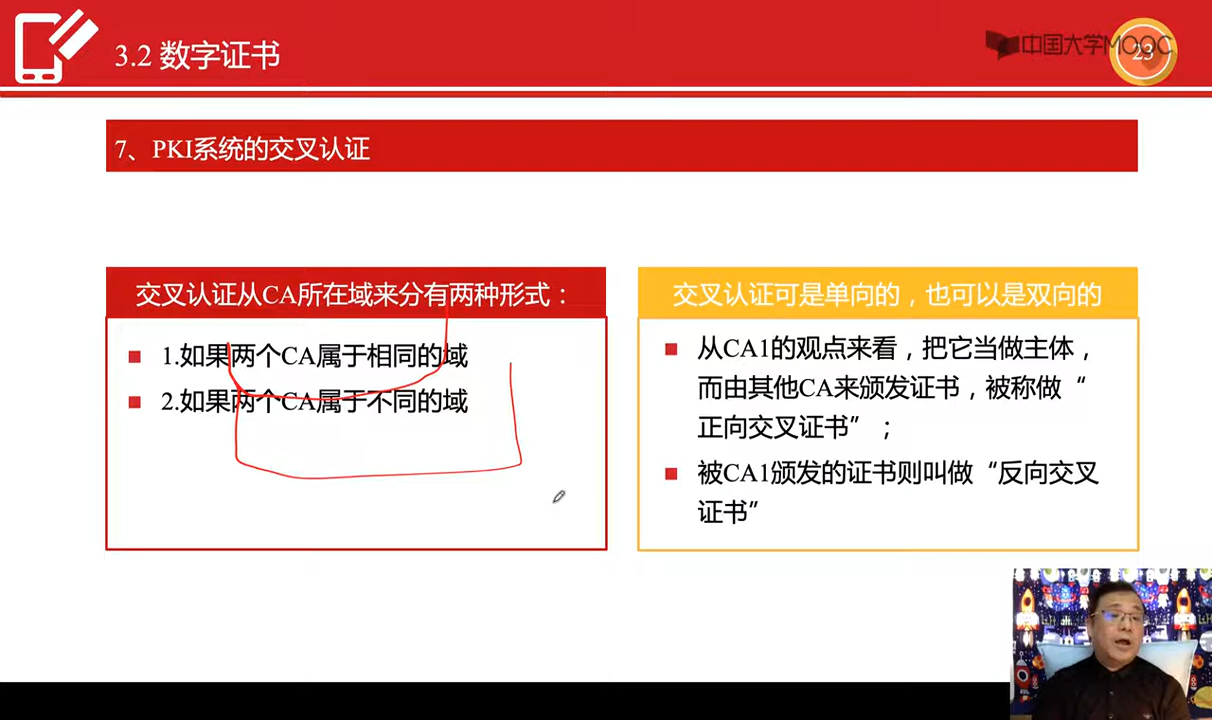 3.2 数字证书
中国大学MOOC
23
7、PKI系统的交叉认证
交叉认证从CA所在域来分有两种形式：
1.如果两个CA属于相同的域
2.如果两个CA属于不同的域
交叉认证可是单向的，也可以是双向的
从CA1的观点来看，把它当做主体，
而由其他CA来颁发证书，被称做“
正向交叉证书”；
被CA1颁发的证书则叫做“反向交叉
证书”